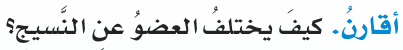 أقارنُ. كيفَ يختلفُ العضوُ عنِ النَّسيجِ؟